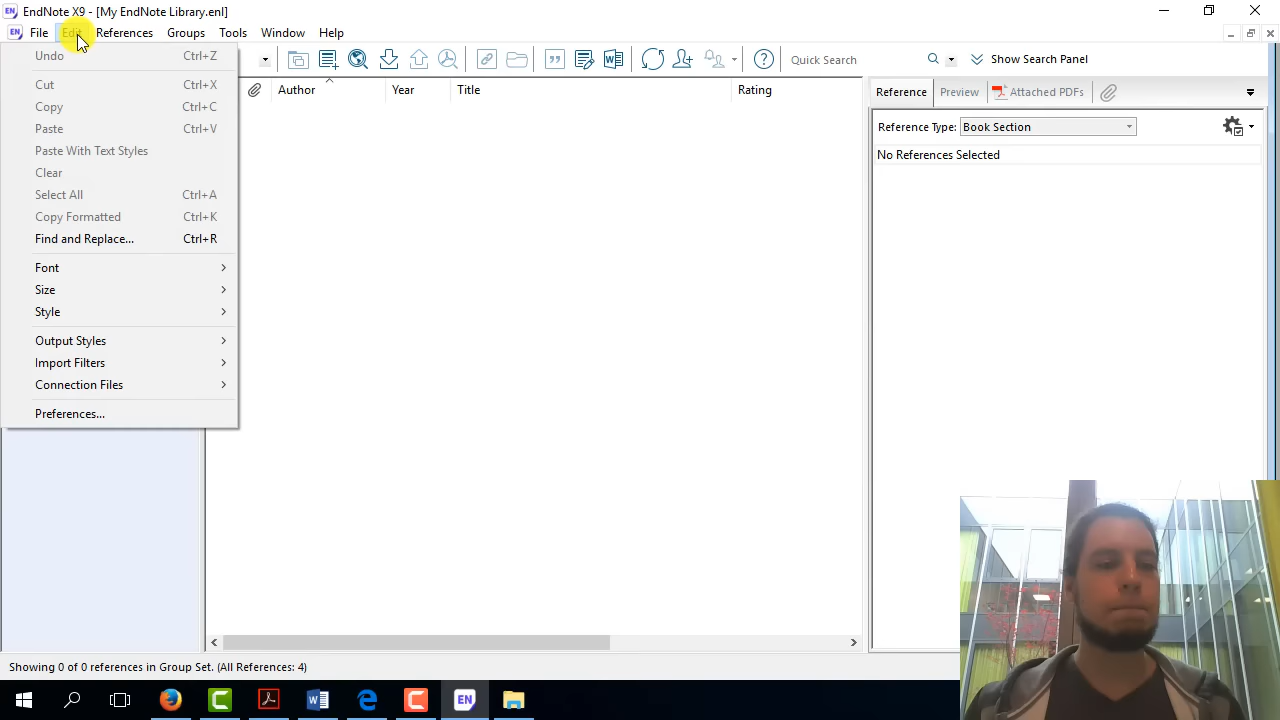 EndNote X9 - [My EndNote Library.enl]
File Edit References Groups Tools Window Help
Undo Ctrl+Z
Cut Ctrl+X
Copy Ctrl+C
Paste Ctrl+V
Paste With Text Styles
Clear
Select All Ctrl+A
Copy Formatted Ctrl+K
Find and Replace... Ctrl+R
Font
Size
Style
Output Styles
Import Filters
Connection Files
Preferences...
Quick Search Show Search Panel
Author Year Title Rating
Reference Preview Attached PDFs
Reference Type: Book Section
No References Selected
Showing 0 of 0 references in Group Set. (All References: 4)